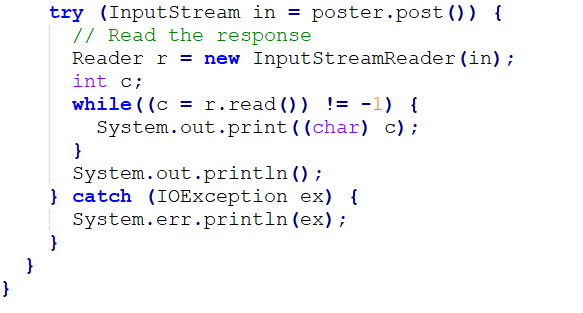 try (InputStream in = poster.post()) {
// Read the response
Reader r = new InputStreamReader(in);
int c;
while((c = r.read()) != -1) {
System.out.print((char) c);
}
System.out.println();
} catch (IOException ex) {
System.err.println(ex);
}
}
}